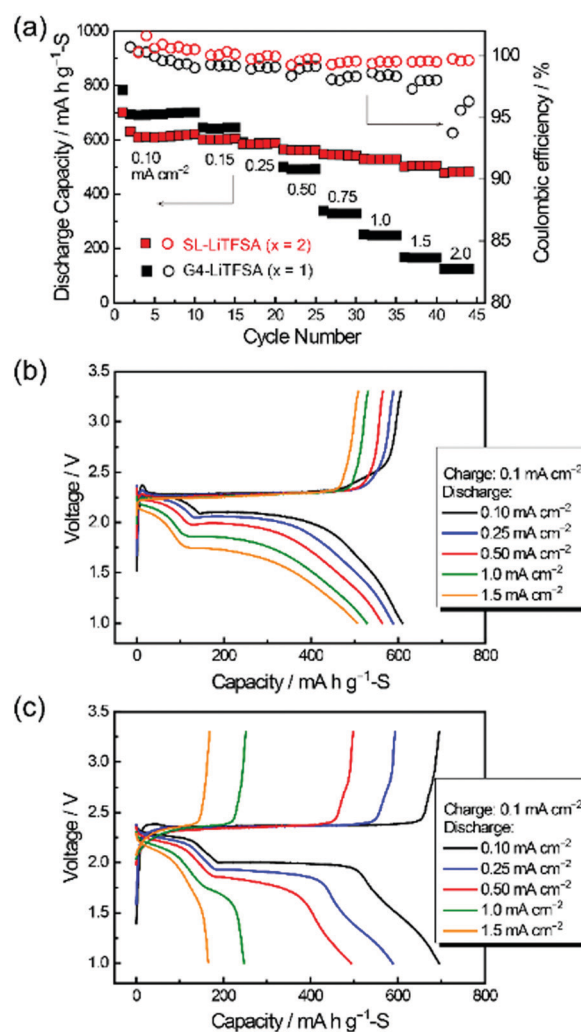 (a)
1000
800
600
400
200
0
Discharge Capacity / mA h g⁻¹-S
100
95
90
85
80
Coulombic efficiency / %
0.10
mA cm⁻²
0.15
0.25
0.50
0.75
1.0
1.5
2.0
SL-LiTFSA (x = 2)
G4-LiTFSA (x = 1)
0 5 10 15 20 25 30 35 40 45
Cycle Number
(b)
3.5
3.0
2.5
2.0
1.5
1.0
Voltage / V
Charge: 0.1 mA cm⁻²
Discharge:
0.10 mA cm⁻²
0.25 mA cm⁻²
0.50 mA cm⁻²
1.0 mA cm⁻²
1.5 mA cm⁻²
0 200 400 600 800
Capacity / mA h g⁻¹-S
(c)
3.5
3.0
2.5
2.0
1.5
1.0
Voltage / V
Charge: 0.1 mA cm⁻²
Discharge:
0.10 mA cm⁻²
0.25 mA cm⁻²
0.50 mA cm⁻²
1.0 mA cm⁻²
1.5 mA cm⁻²
0 200 400 600 800
Capacity / mA h g⁻¹-S